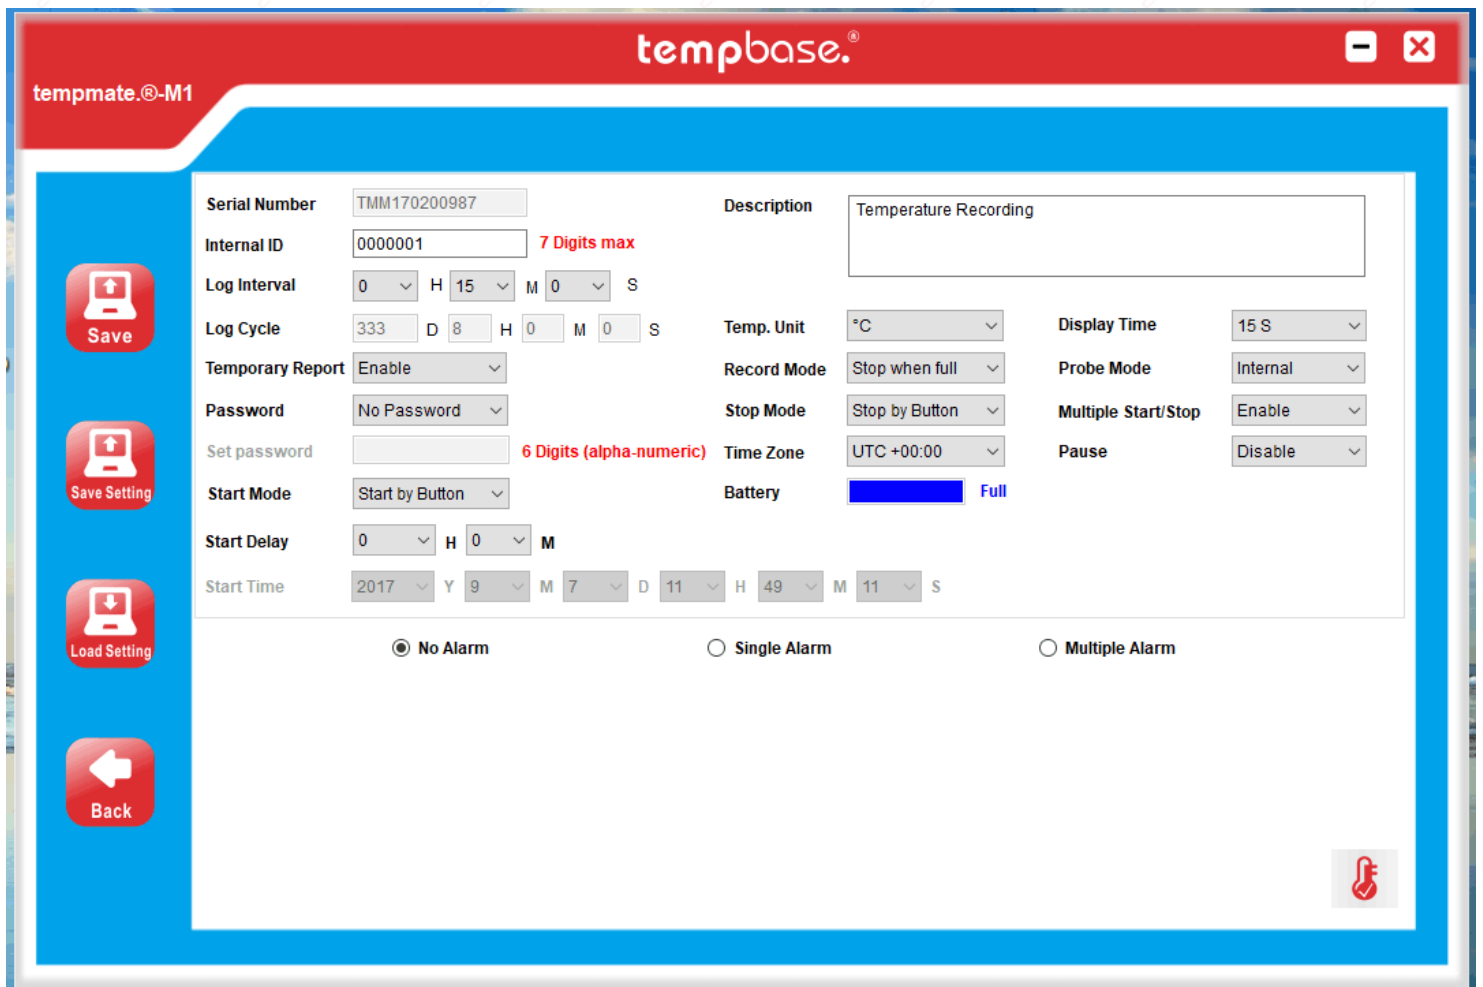 tempbase.®
tempmate.®-M1
Serial Number TMM170200987 Description Temperature Recording
Internal ID 0000001 7 Digits max
Log Interval 0 H 15 M 0 S
Log Cycle 333 D 8 H 0 M 0 S Temp. Unit °C Display Time 15 S
Temporary Report Enable Record Mode Stop when full Probe Mode Internal
Password No Password Stop Mode Stop by Button Multiple Start/Stop Enable
Set password 6 Digits (alpha-numeric) Time Zone UTC +00:00 Pause Disable
Start Mode Start by Button Battery Full
Start Delay 0 H 0 M
Start Time 2017 Y 9 M 7 D 11 H 49 M 11 S
No Alarm Single Alarm Multiple Alarm
Save
Save Setting
Load Setting
Back